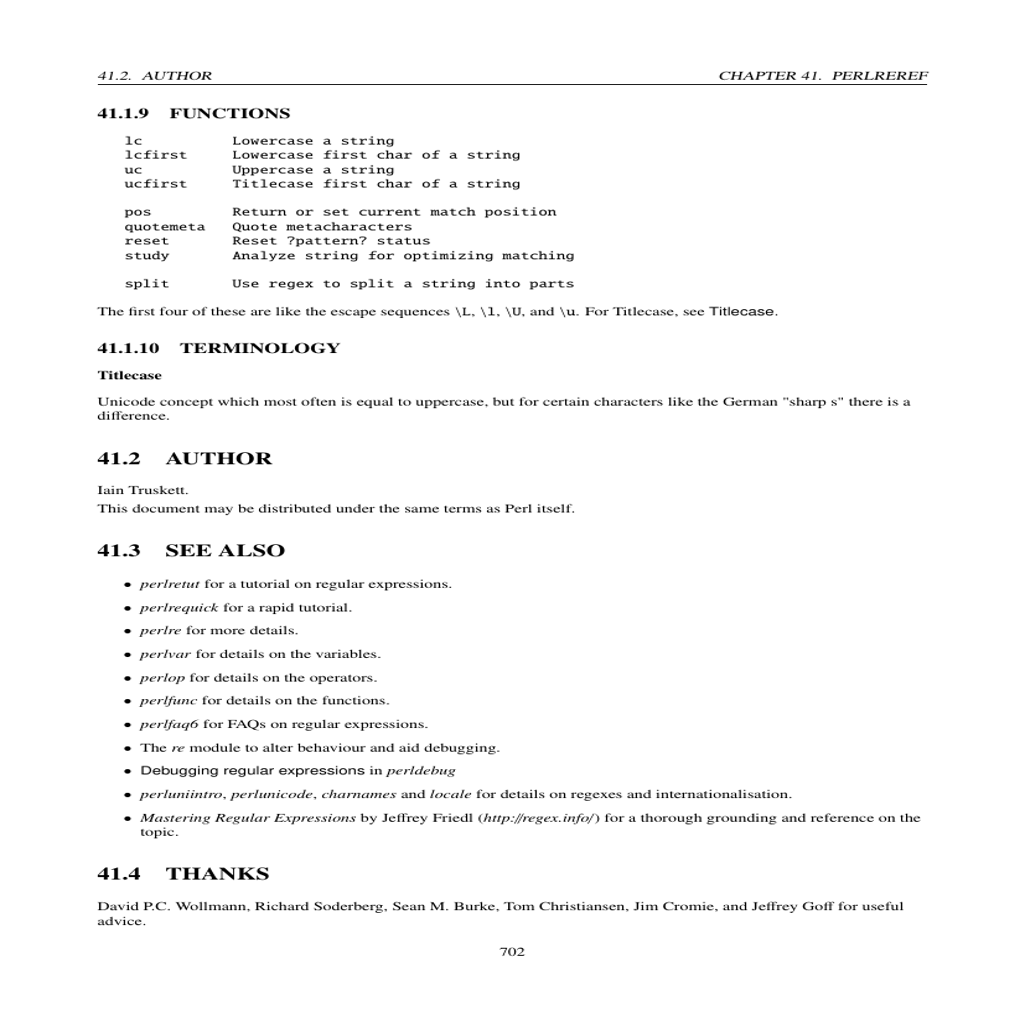 41.2. AUTHOR CHAPTER 41. PERLREREF
41.1.9 FUNCTIONS
lc Lowercase a string
lcfirst Lowercase first char of a string
uc Uppercase a string
ucfirst Titlecase first char of a string
pos Return or set current match position
quotemeta Quote metacharacters
reset Reset ?pattern? status
study Analyze string for optimizing matching
split Use regex to split a string into parts
The first four of these are like the escape sequences \L, \l, \U, and \u. For Titlecase, see Titlecase.
41.1.10 TERMINOLOGY
Titlecase
Unicode concept which most often is equal to uppercase, but for certain characters like the German "sharp s" there is a
difference.
41.2 AUTHOR
Iain Truskett.
This document may be distributed under the same terms as Perl itself.
41.3 SEE ALSO
• perlretut for a tutorial on regular expressions.
• perlrequick for a rapid tutorial.
• perlre for more details.
• perlvar for details on the variables.
• perlop for details on the operators.
• perlfunc for details on the functions.
• perlfaq6 for FAQs on regular expressions.
• The re module to alter behaviour and aid debugging.
• Debugging regular expressions in perldebug
• perluniintro, perlunicode, charnames and locale for details on regexes and internationalisation.
• Mastering Regular Expressions by Jeffrey Friedl (http://regex.info/) for a thorough grounding and reference on the
topic.
41.4 THANKS
David P.C. Wollmann, Richard Soderberg, Sean M. Burke, Tom Christiansen, Jim Cromie, and Jeffrey Goff for useful
advice.
702